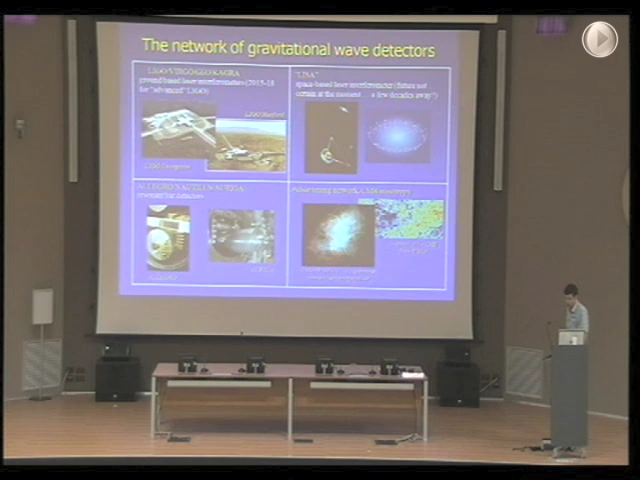 The network of gravitational wave detectors
LIGO/VIRGO/GEO/KAGRA
ground based laser interferometers (2015-18
for "advanced" LIGO)
LIGO Hanford
LIGO Livingston
"LISA"
space-based laser interferometer (future not
certain at the moment ... a few decades away?)
ALLEGRO/NAUTILUS/AURIGA
resonant bar detectors
Pulsar timing network, CMB anisotropy